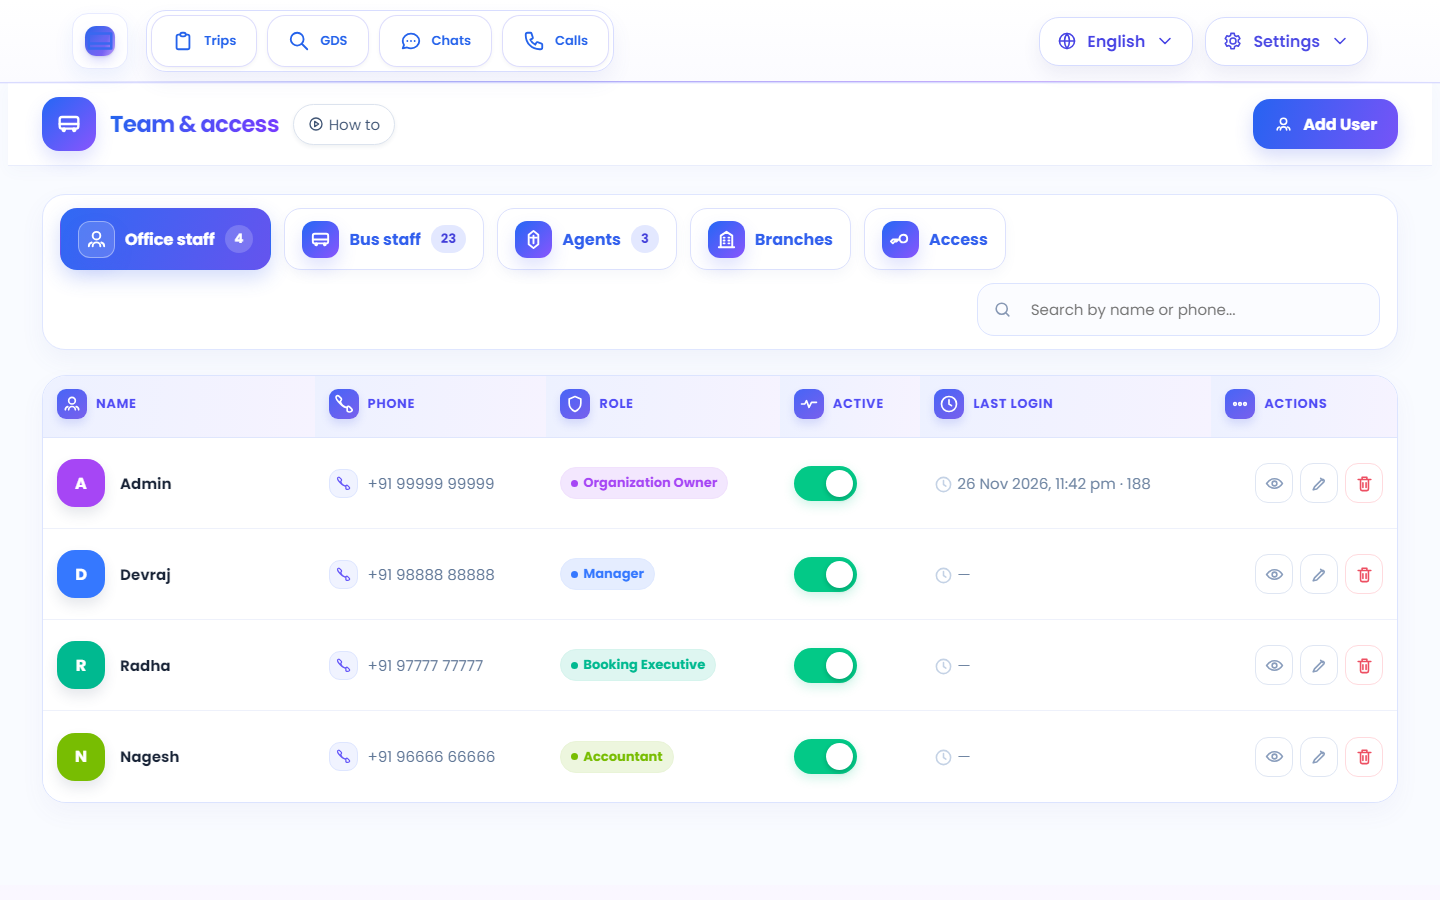 Trips
GDS
Chats
Calls
English
Settings
Team & access
How to
Add User
Office staff 4
Bus staff 23
Agents 3
Branches
Access
Search by name or phone...
NAME PHONE ROLE ACTIVE LAST LOGIN ACTIONS
A Admin +91 99999 99999 Organization Owner 26 Nov 2026, 11:42 pm · 188
D Devraj +91 98888 88888 Manager —
R Radha +91 97777 77777 Booking Executive —
N Nagesh +91 96666 66666 Accountant —